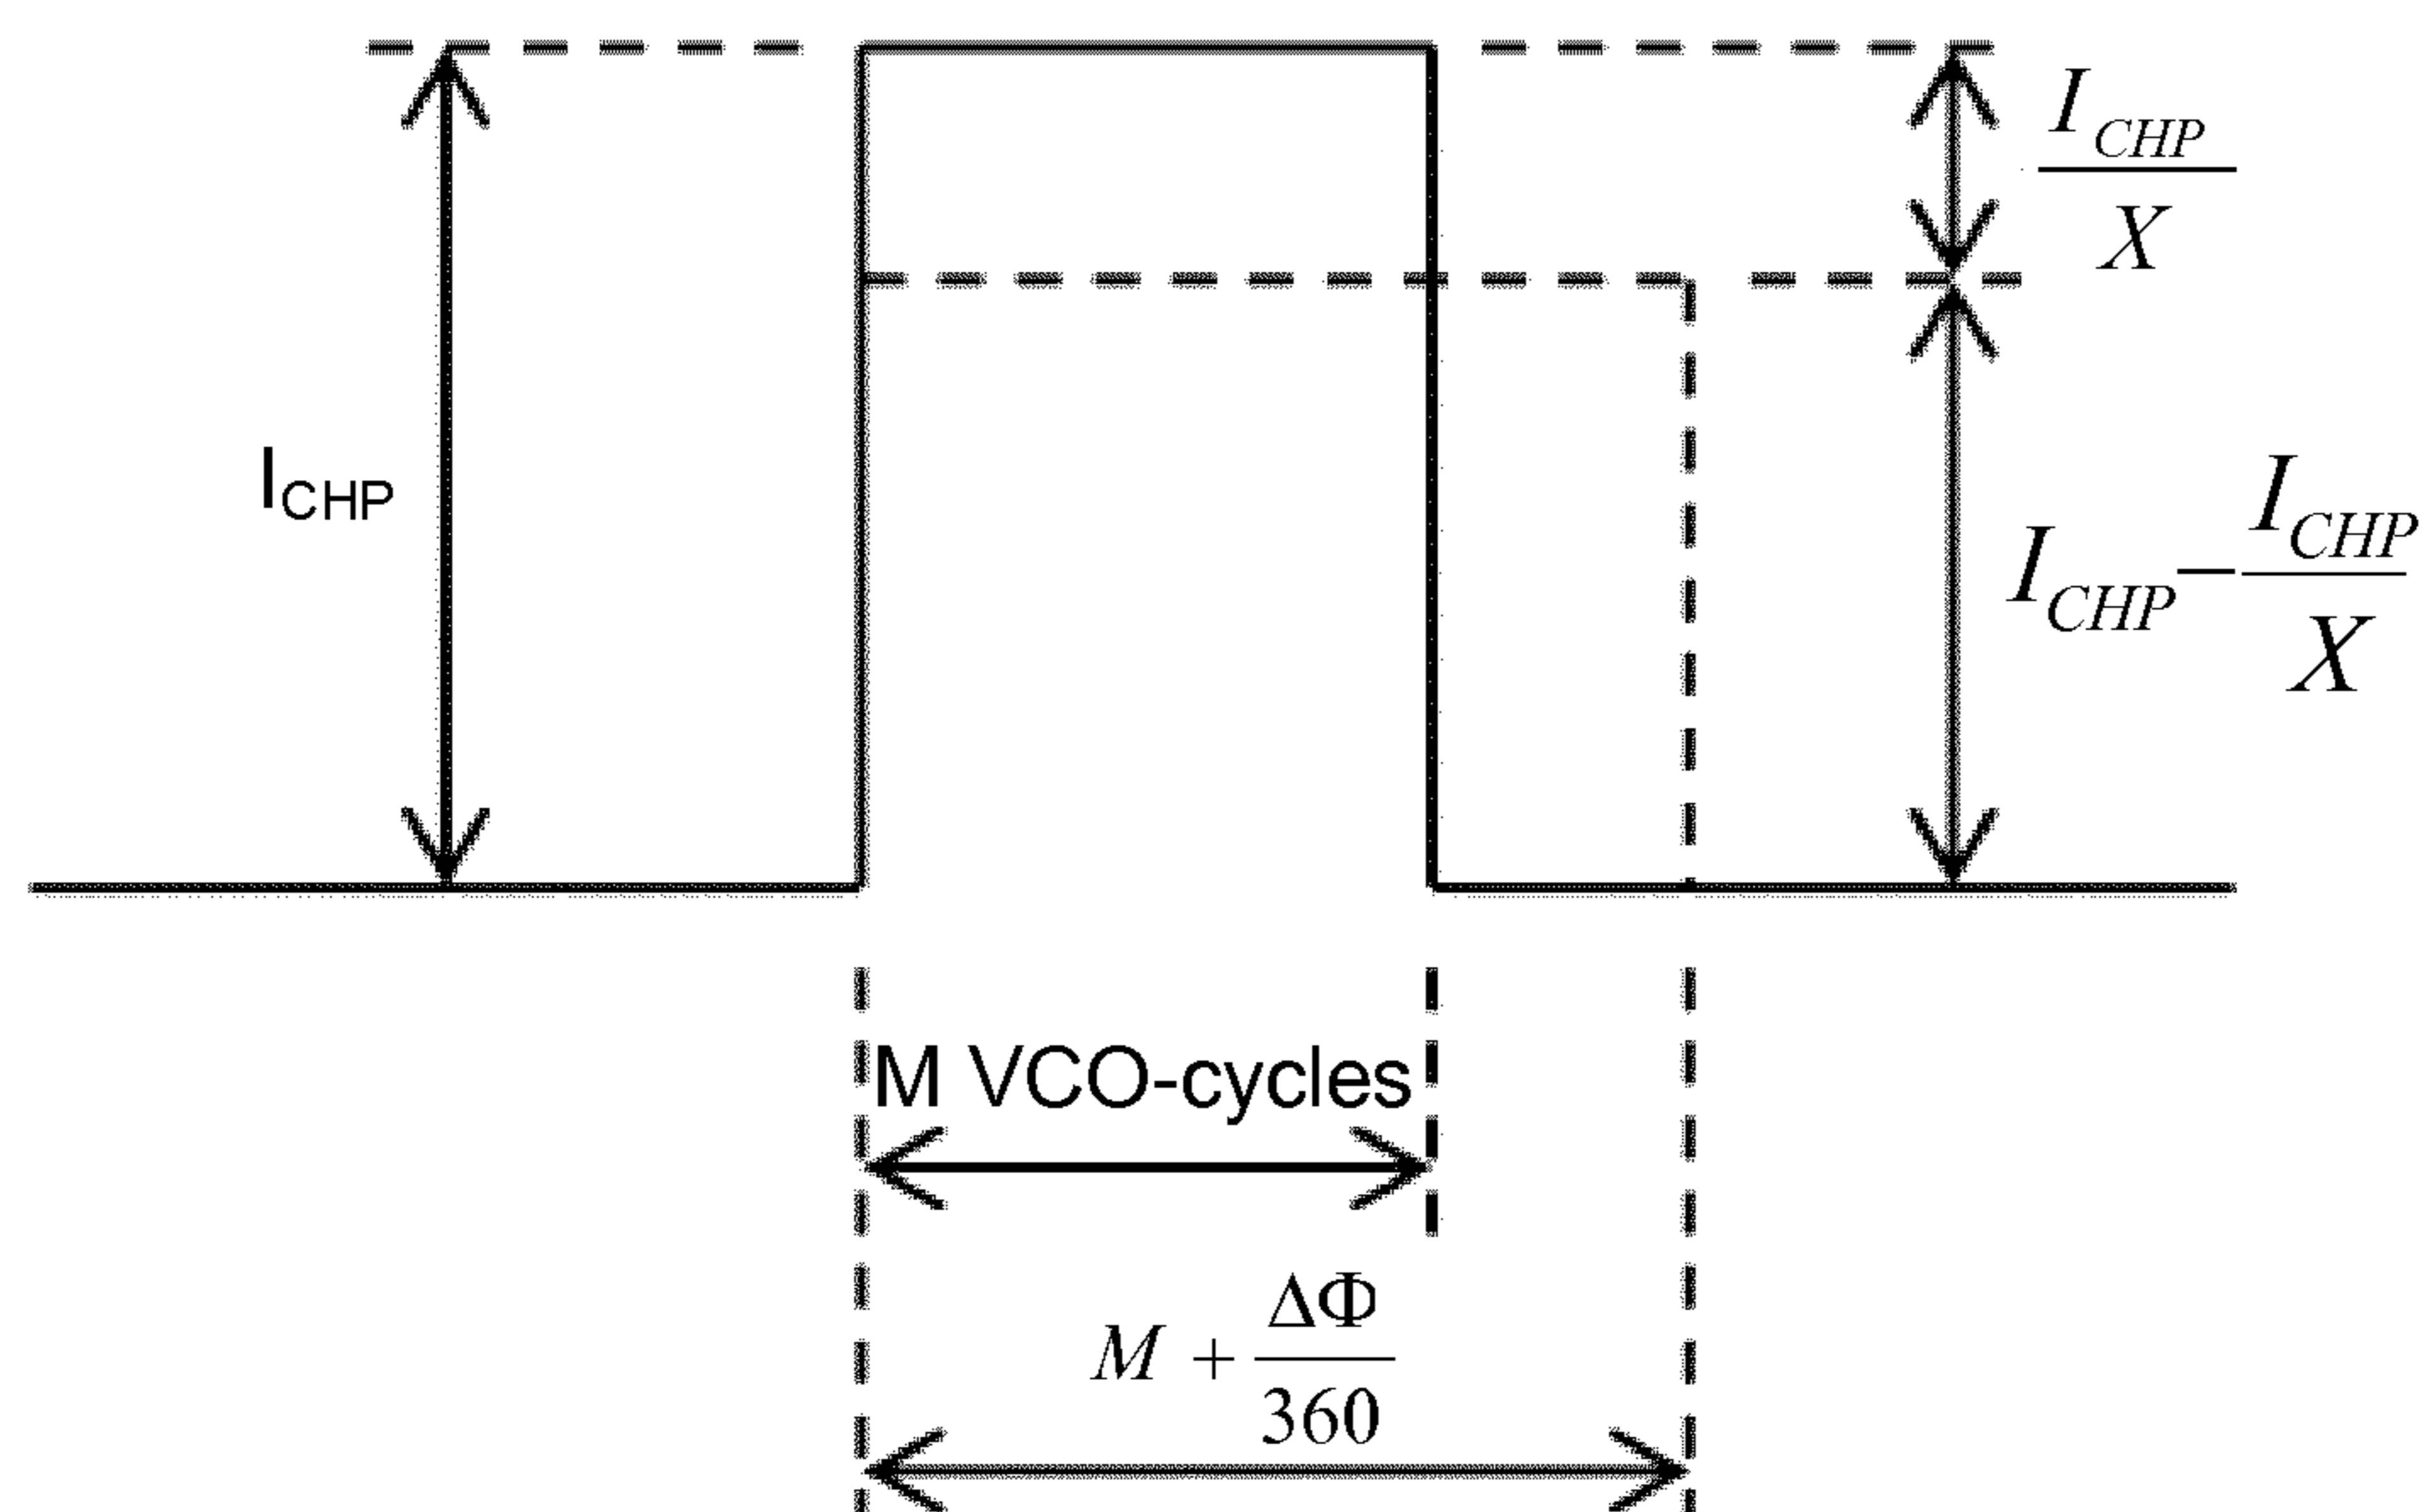 I_CHP
I_CHP
X
I_CHP − I_CHP
X
M VCO-cycles
M + ΔΦ
360